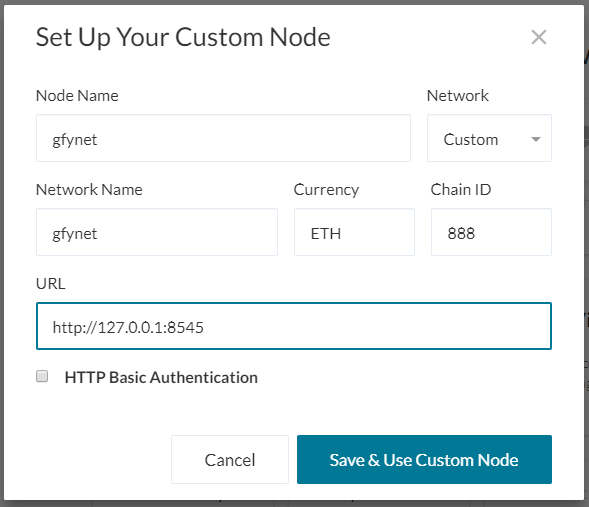 Set Up Your Custom Node
Node Name Network
gfynet Custom
Network Name Currency Chain ID
gfynet ETH 888
URL
http://127.0.0.1:8545
HTTP Basic Authentication
Cancel Save & Use Custom Node